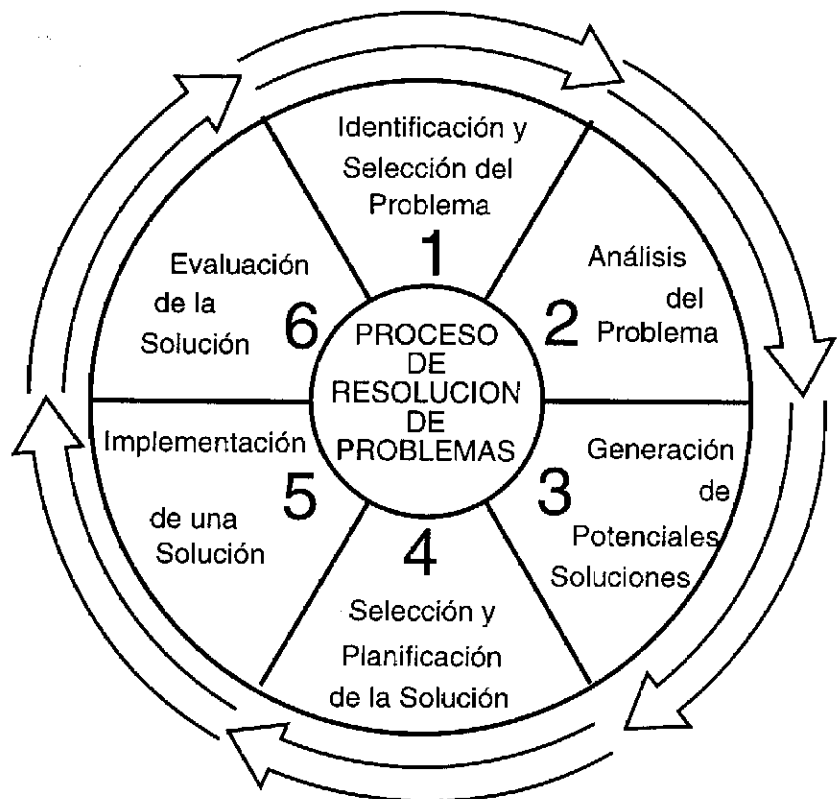 Identificación y
Selección del
Problema
1
Análisis
del
Problema
2
Generación
de
Potenciales
Soluciones
3
4
Selección y
Planificación
de la Solución
Implementación
de una
Solución
5
Evaluación
de la
Solución
6
PROCESO
DE
RESOLUCION
DE
PROBLEMAS